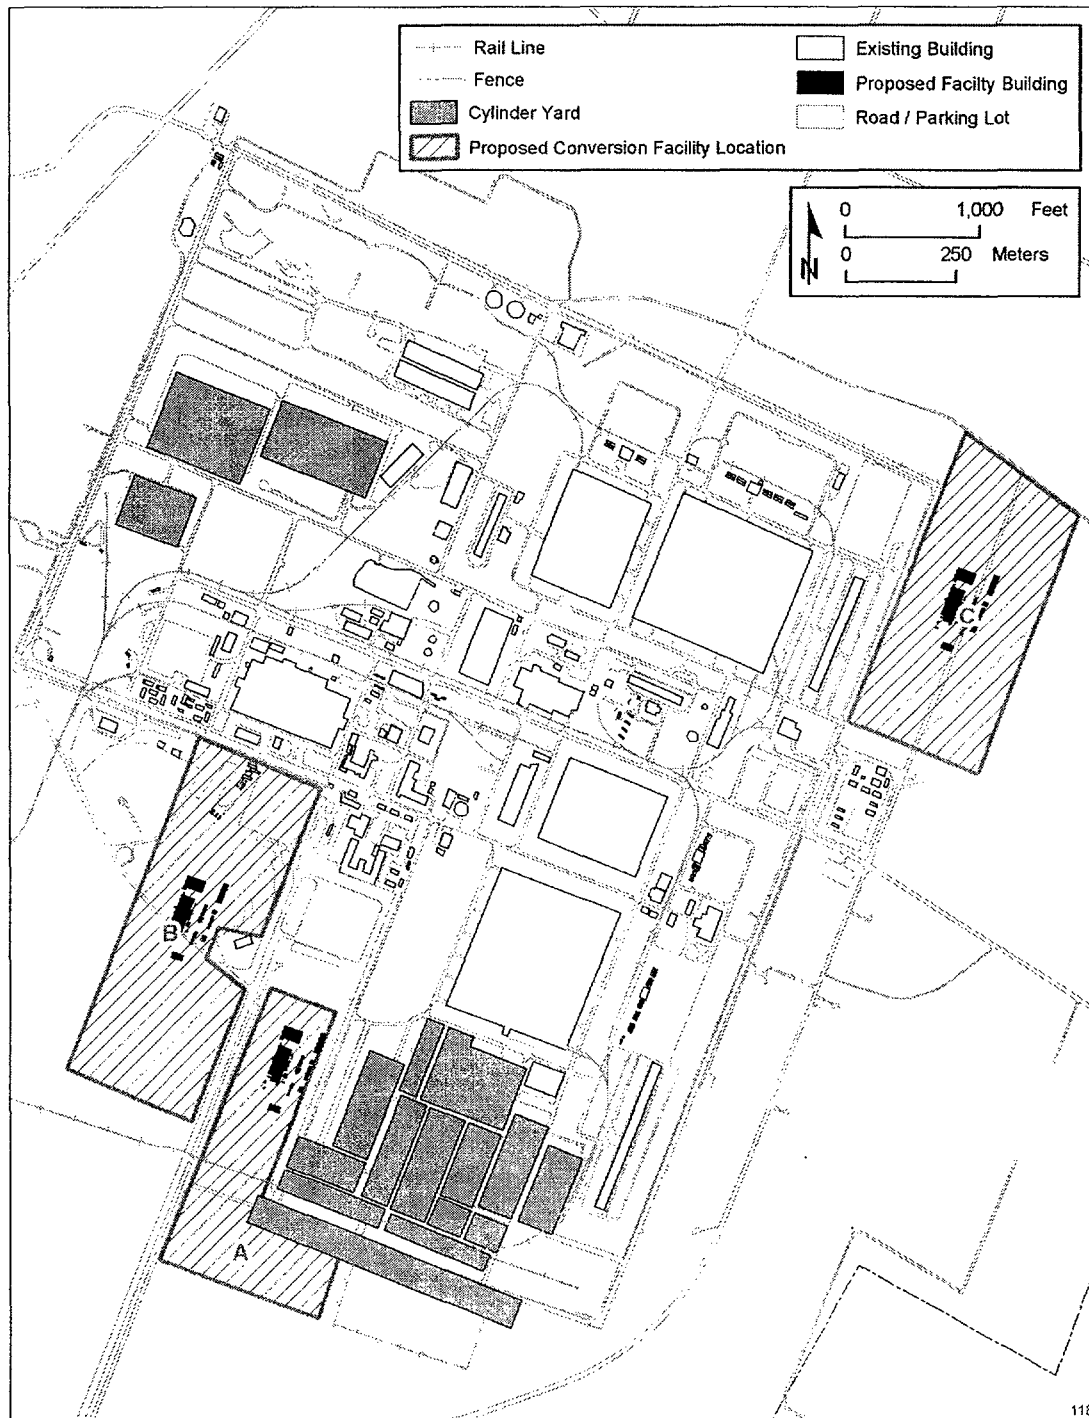 Rail Line
Fence
Cylinder Yard
Proposed Conversion Facility Location
Existing Building
Proposed Facilty Building
Road / Parking Lot
0 1,000 Feet
0 250 Meters
N
C
B
A
118